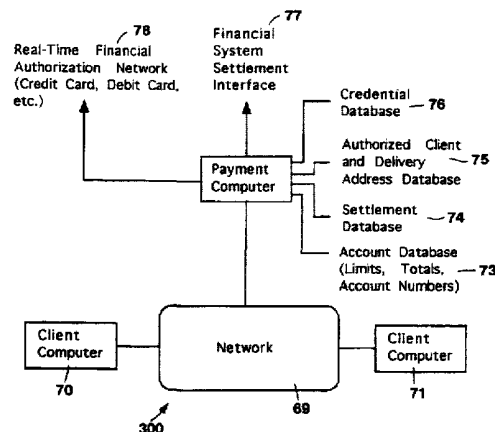 78
77
Real-Time Financial
Authorization Network
(Credit Card, Debit Card,
etc.)
Financial
System
Settlement
Interface
Credential
Database
76
Payment
Computer
Authorized Client
and Delivery
Address Database
75
Settlement
Database
74
Account Database
(Limits, Totals,
Account Numbers)
73
Client
Computer
70
Network
69
Client
Computer
71
300